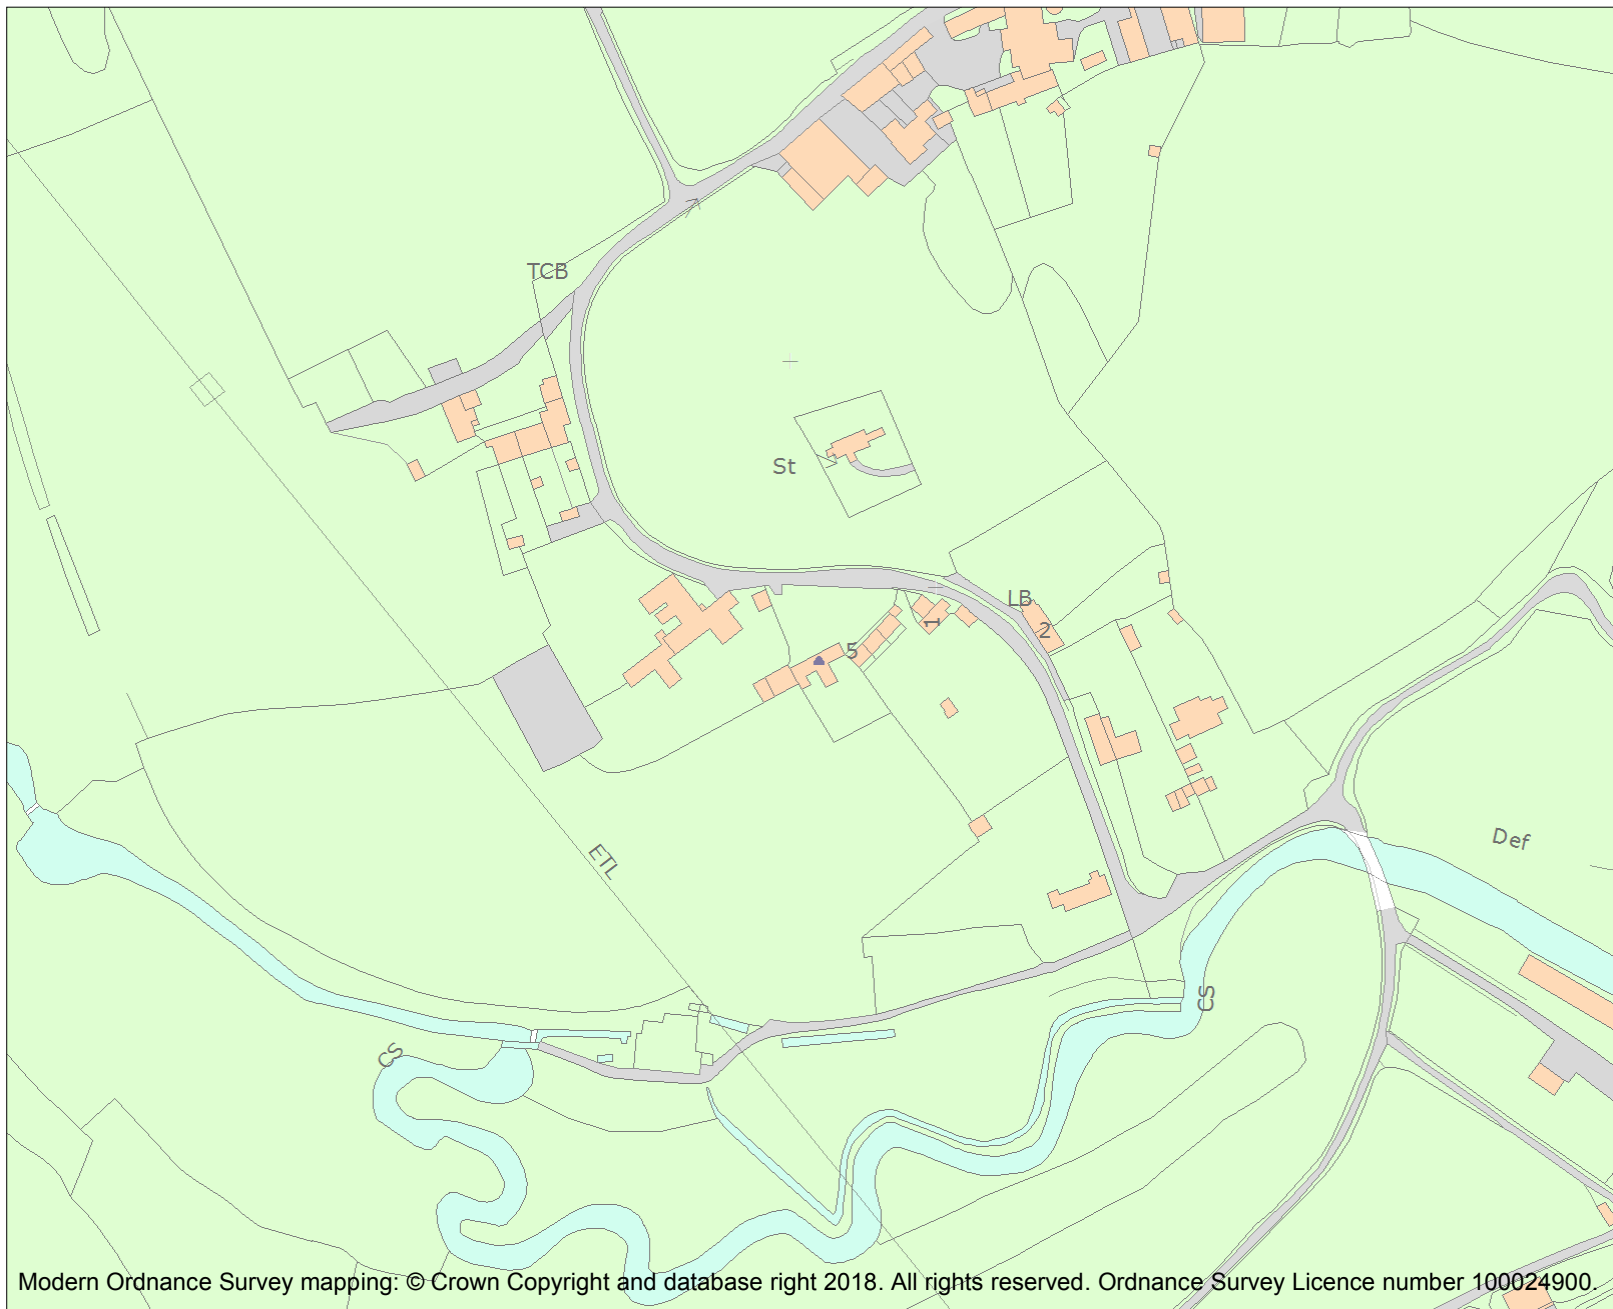 TCB
St
LB
1
2
5
Def
ETL
CS
CS
Modern Ordnance Survey mapping: © Crown Copyright and database right 2018. All rights reserved. Ordnance Survey Licence number 100024900.